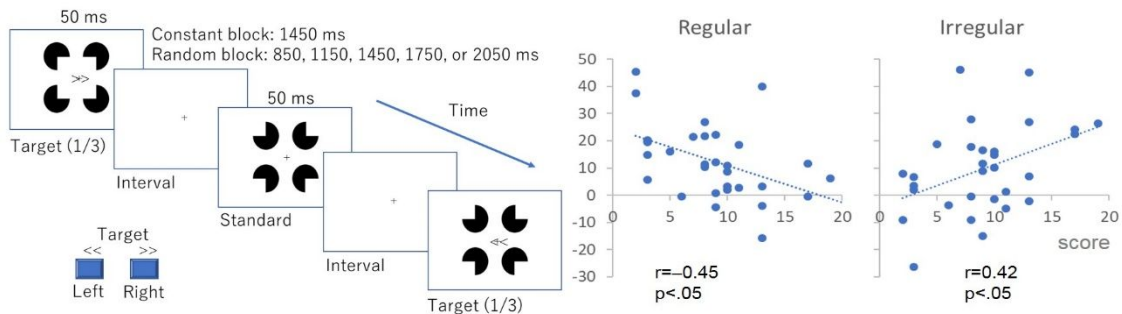 50 ms
Constant block: 1450 ms
Random block: 850, 1150, 1450, 1750, or 2050 ms
>>
Target (1/3)
+
Interval
50 ms
+
Standard
Time
+
Interval
<<
Target (1/3)
Target
<< >>
Left Right
Regular
50
40
30
20
10
0
-10
-20
-30
0 5 10 15 20
r=–0.45
p<.05
Irregular
0 5 10 15 20
score
r=0.42
p<.05